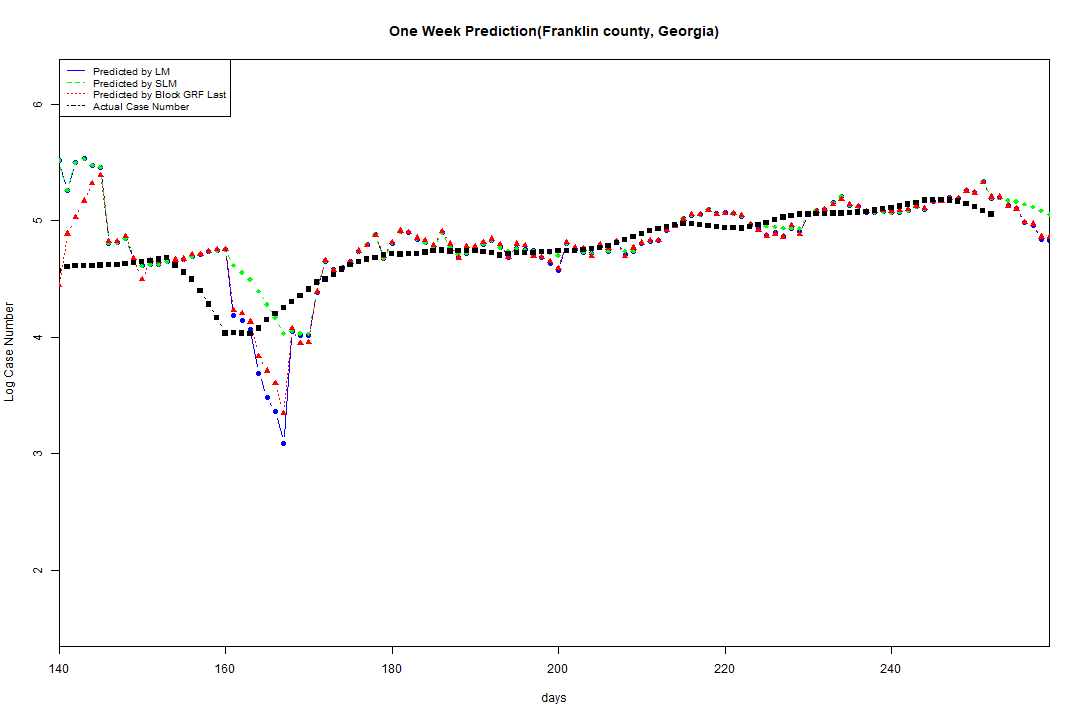 One Week Prediction(Franklin county, Georgia)
Predicted by LM
Predicted by SLM
Predicted by Block GRF Last
Actual Case Number
6
5
4
3
2
Log Case Number
140 160 180 200 220 240
days